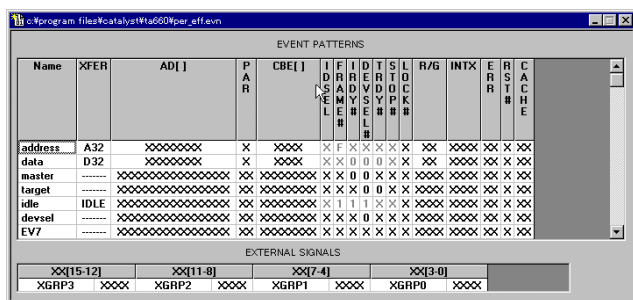 c:¥program files¥catalyst¥ta660¥per_eff.evn
EVENT PATTERNS
Name XFER AD[ ] PAR CBE[ ] IDSEL FRAME# IRDY# DEVSEL# TRDY# STOP# LOCK# R/G INTX ERR RST# CACHE
address A32 XXXXXXXX X XXXX X F X X X X X XX XXXX XX X XX
data D32 XXXXXXXX X XXXX X X 0 0 0 X X XX XXXX XX X XX
master ------- XXXXXXXXXXXXXXXX XX XXXXXXXX X X 0 0 X X X XXXX XXXX XX X XX
target ------- XXXXXXXXXXXXXXXX XX XXXXXXXX X X X 0 0 X X XXXX XXXX XX X XX
idle IDLE XXXXXXXXXXXXXXXX XX XXXXXXXX X 1 1 1 X X X XXXX XXXX XX X XX
devsel ------- XXXXXXXXXXXXXXXX XX XXXXXXXX X X X 0 X X X XXXX XXXX XX X XX
EV7 ------- XXXXXXXXXXXXXXXX XX XXXXXXXX X X X X X X X XXXX XXXX XX X XX
EXTERNAL SIGNALS
XX[15-12] XX[11-8] XX[7-4] XX[3-0]
XGRP3 XXXX XGRP2 XXXX XGRP1 XXXX XGRP0 XXXX